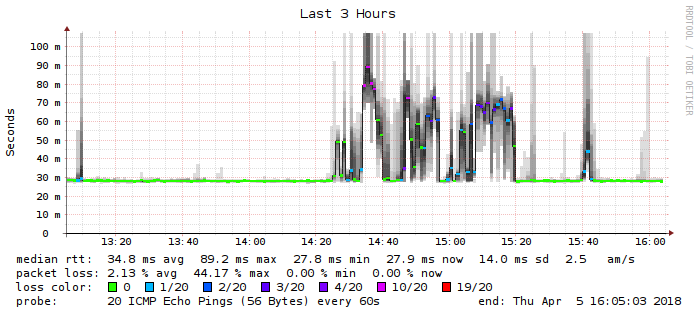 Last 3 Hours
RRDTOOL / TOBI OETIKER
Seconds
100 m
90 m
80 m
70 m
60 m
50 m
40 m
30 m
20 m
10 m
0
13:20 13:40 14:00 14:20 14:40 15:00 15:20 15:40 16:00
median rtt: 34.8 ms avg 89.2 ms max 27.8 ms min 27.9 ms now 14.0 ms sd 2.5 am/s
packet loss: 2.13 % avg 44.17 % max 0.00 % min 0.00 % now
loss color: 0 1/20 2/20 3/20 4/20 10/20 19/20
probe: 20 ICMP Echo Pings (56 Bytes) every 60s end: Thu Apr 5 16:05:03 2018